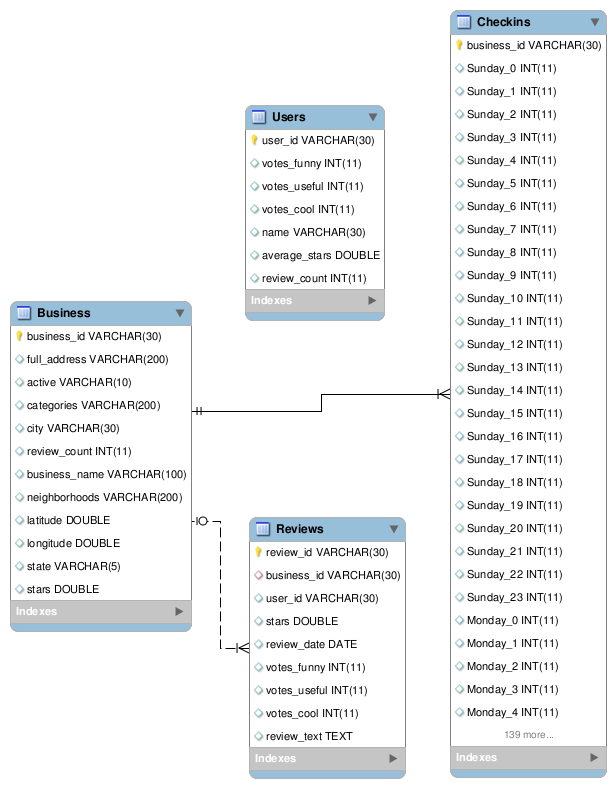 Checkins
business_id VARCHAR(30)
Sunday_0 INT(11)
Sunday_1 INT(11)
Sunday_2 INT(11)
Sunday_3 INT(11)
Sunday_4 INT(11)
Sunday_5 INT(11)
Sunday_6 INT(11)
Sunday_7 INT(11)
Sunday_8 INT(11)
Sunday_9 INT(11)
Sunday_10 INT(11)
Sunday_11 INT(11)
Sunday_12 INT(11)
Sunday_13 INT(11)
Sunday_14 INT(11)
Sunday_15 INT(11)
Sunday_16 INT(11)
Sunday_17 INT(11)
Sunday_18 INT(11)
Sunday_19 INT(11)
Sunday_20 INT(11)
Sunday_21 INT(11)
Sunday_22 INT(11)
Sunday_23 INT(11)
Monday_0 INT(11)
Monday_1 INT(11)
Monday_2 INT(11)
Monday_3 INT(11)
Monday_4 INT(11)
139 more...
Indexes
Users
user_id VARCHAR(30)
votes_funny INT(11)
votes_useful INT(11)
votes_cool INT(11)
name VARCHAR(30)
average_stars DOUBLE
review_count INT(11)
Indexes
Business
business_id VARCHAR(30)
full_address VARCHAR(200)
active VARCHAR(10)
categories VARCHAR(200)
city VARCHAR(30)
review_count INT(11)
business_name VARCHAR(100)
neighborhoods VARCHAR(200)
latitude DOUBLE
longitude DOUBLE
state VARCHAR(5)
stars DOUBLE
Indexes
Reviews
review_id VARCHAR(30)
business_id VARCHAR(30)
user_id VARCHAR(30)
stars DOUBLE
review_date DATE
votes_funny INT(11)
votes_useful INT(11)
votes_cool INT(11)
review_text TEXT
Indexes